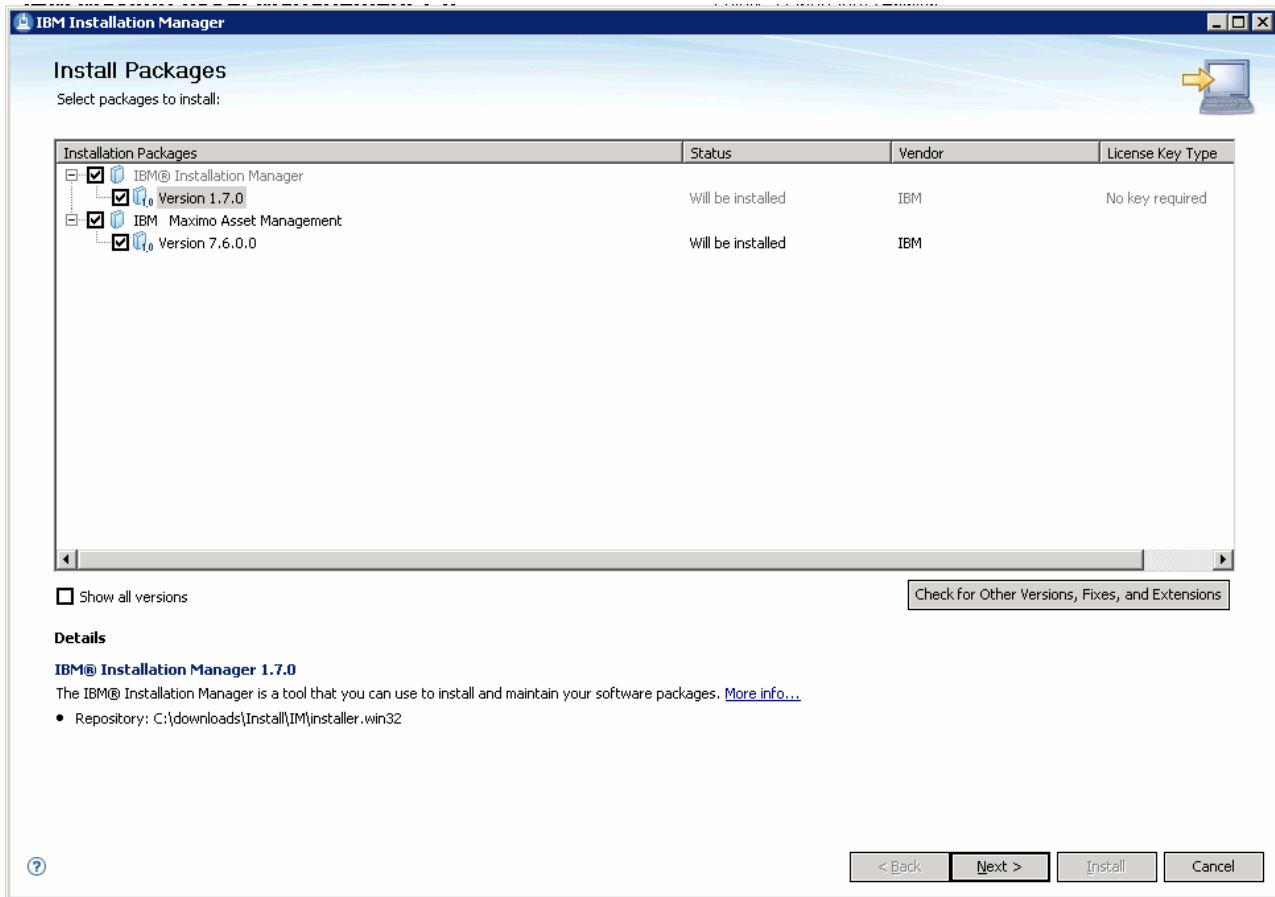 IBM Installation Manager
Install Packages
Select packages to install:
Installation Packages Status Vendor License Key Type
IBM® Installation Manager
Version 1.7.0 Will be installed IBM No key required
IBM Maximo Asset Management
Version 7.6.0.0 Will be installed IBM
Show all versions
Check for Other Versions, Fixes, and Extensions
Details
IBM® Installation Manager 1.7.0
The IBM® Installation Manager is a tool that you can use to install and maintain your software packages. More info...
• Repository: C:\downloads\Install\IM\installer.win32
? < Back Next > Install Cancel